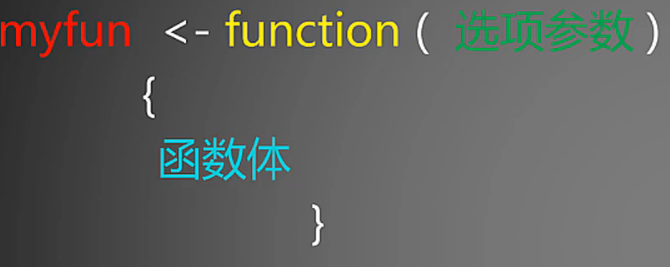 myfun <- function ( 选项参数 )
{
函数体
}